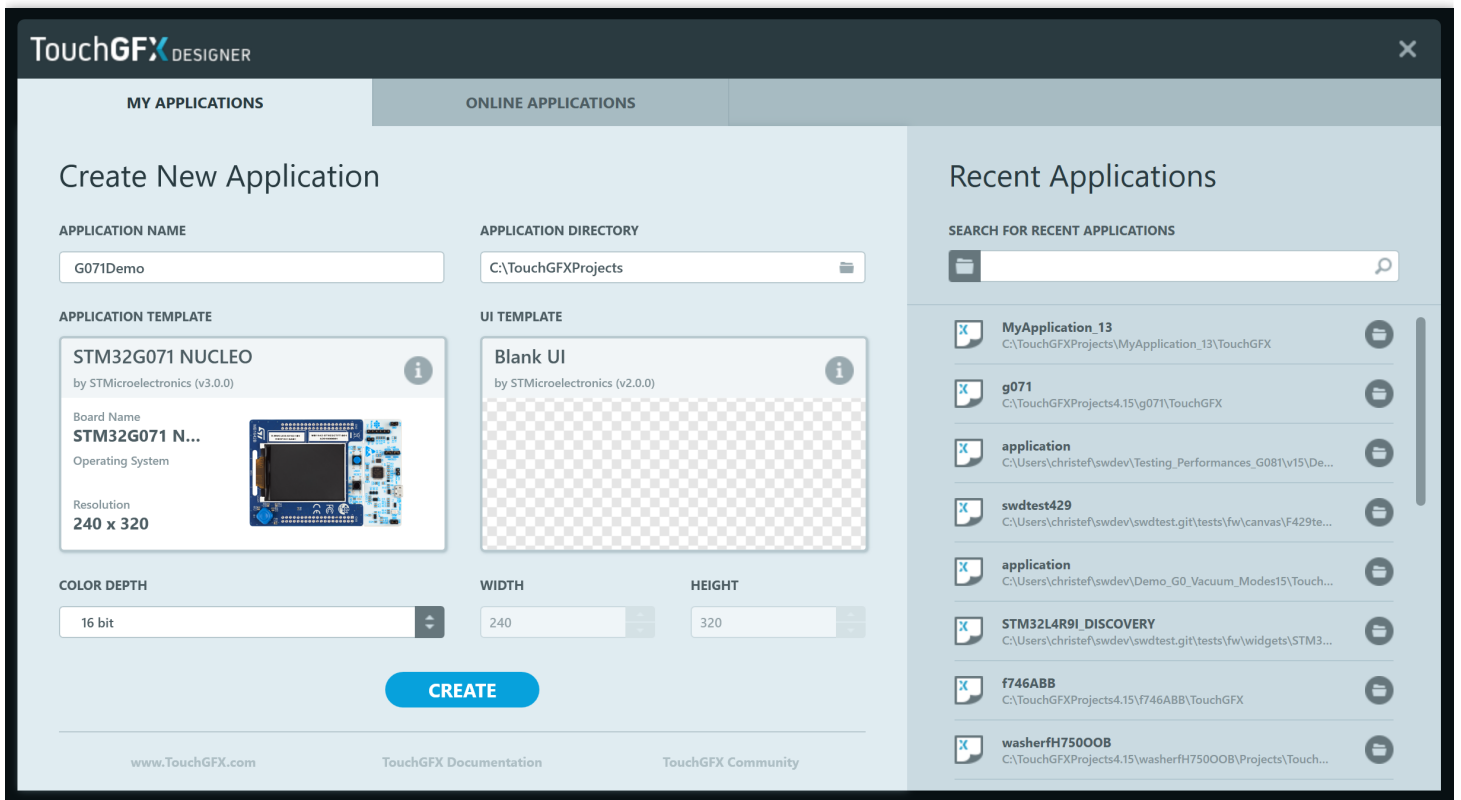 TouchGFX DESIGNER
MY APPLICATIONS
ONLINE APPLICATIONS
Create New Application
APPLICATION NAME
G071Demo
APPLICATION DIRECTORY
C:\TouchGFXProjects
APPLICATION TEMPLATE
STM32G071 NUCLEO
by STMicroelectronics (v3.0.0)
Board Name
STM32G071 N...
Operating System
Resolution
240 x 320
UI TEMPLATE
Blank UI
by STMicroelectronics (v2.0.0)
COLOR DEPTH
16 bit
WIDTH
240
HEIGHT
320
CREATE
www.TouchGFX.com
TouchGFX Documentation
TouchGFX Community
Recent Applications
SEARCH FOR RECENT APPLICATIONS
MyApplication_13
C:\TouchGFXProjects\MyApplication_13\TouchGFX
g071
C:\TouchGFXProjects4.15\g071\TouchGFX
application
C:\Users\christef\swdev\Testing_Performances_G081\v15\De...
swdtest429
C:\Users\christef\swdev\swdtest.git\tests\fw\canvas\F429te...
application
C:\Users\christef\swdev\Demo_G0_Vacuum_Modes15\Touch...
STM32L4R9I_DISCOVERY
C:\Users\christef\swdev\swdtest.git\tests\fw\widgets\STM3...
f746ABB
C:\TouchGFXProjects4.15\f746ABB\TouchGFX
washerfH750OOB
C:\TouchGFXProjects4.15\washerfH750OOB\Projects\Touch...